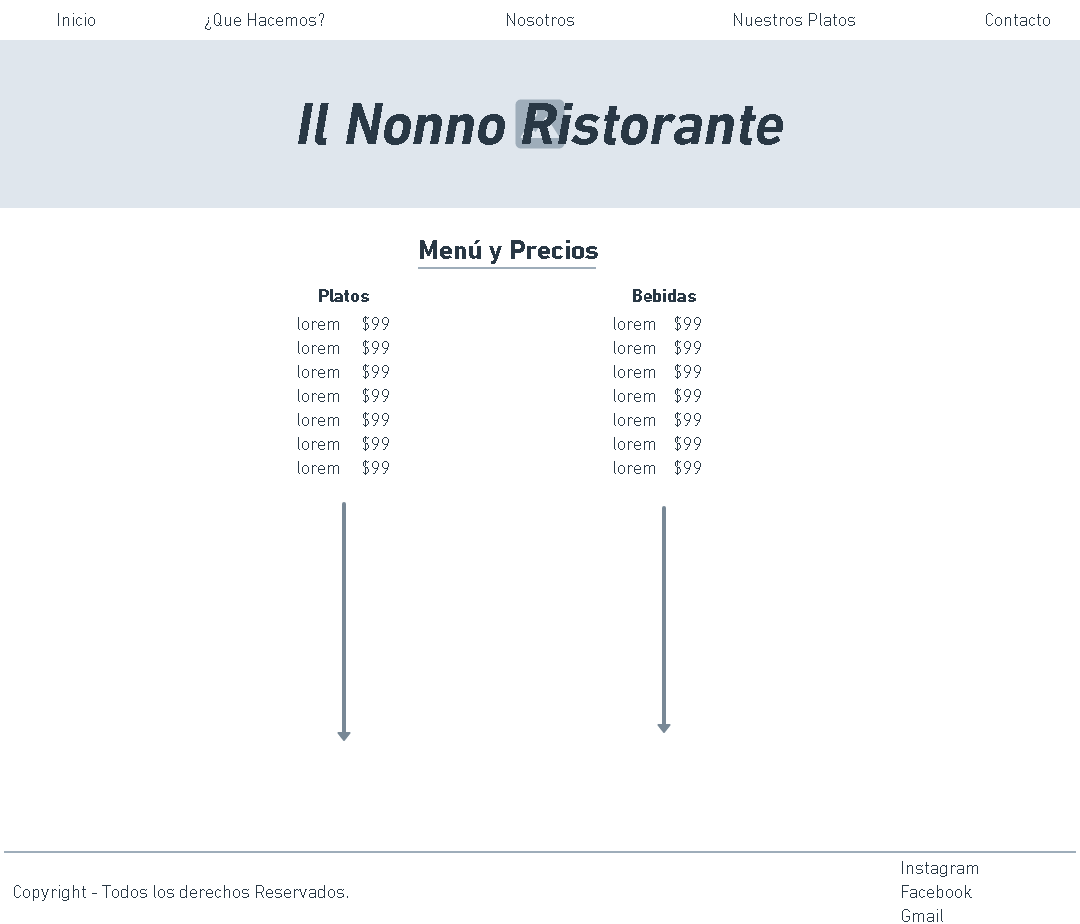 Inicio ¿Que Hacemos? Nosotros Nuestros Platos Contacto
Il Nonno Ristorante
Menú y Precios
Platos Bebidas
lorem $99 lorem $99
lorem $99 lorem $99
lorem $99 lorem $99
lorem $99 lorem $99
lorem $99 lorem $99
lorem $99 lorem $99
lorem $99 lorem $99
Instagram
Copyright - Todos los derechos Reservados. Facebook
Gmail